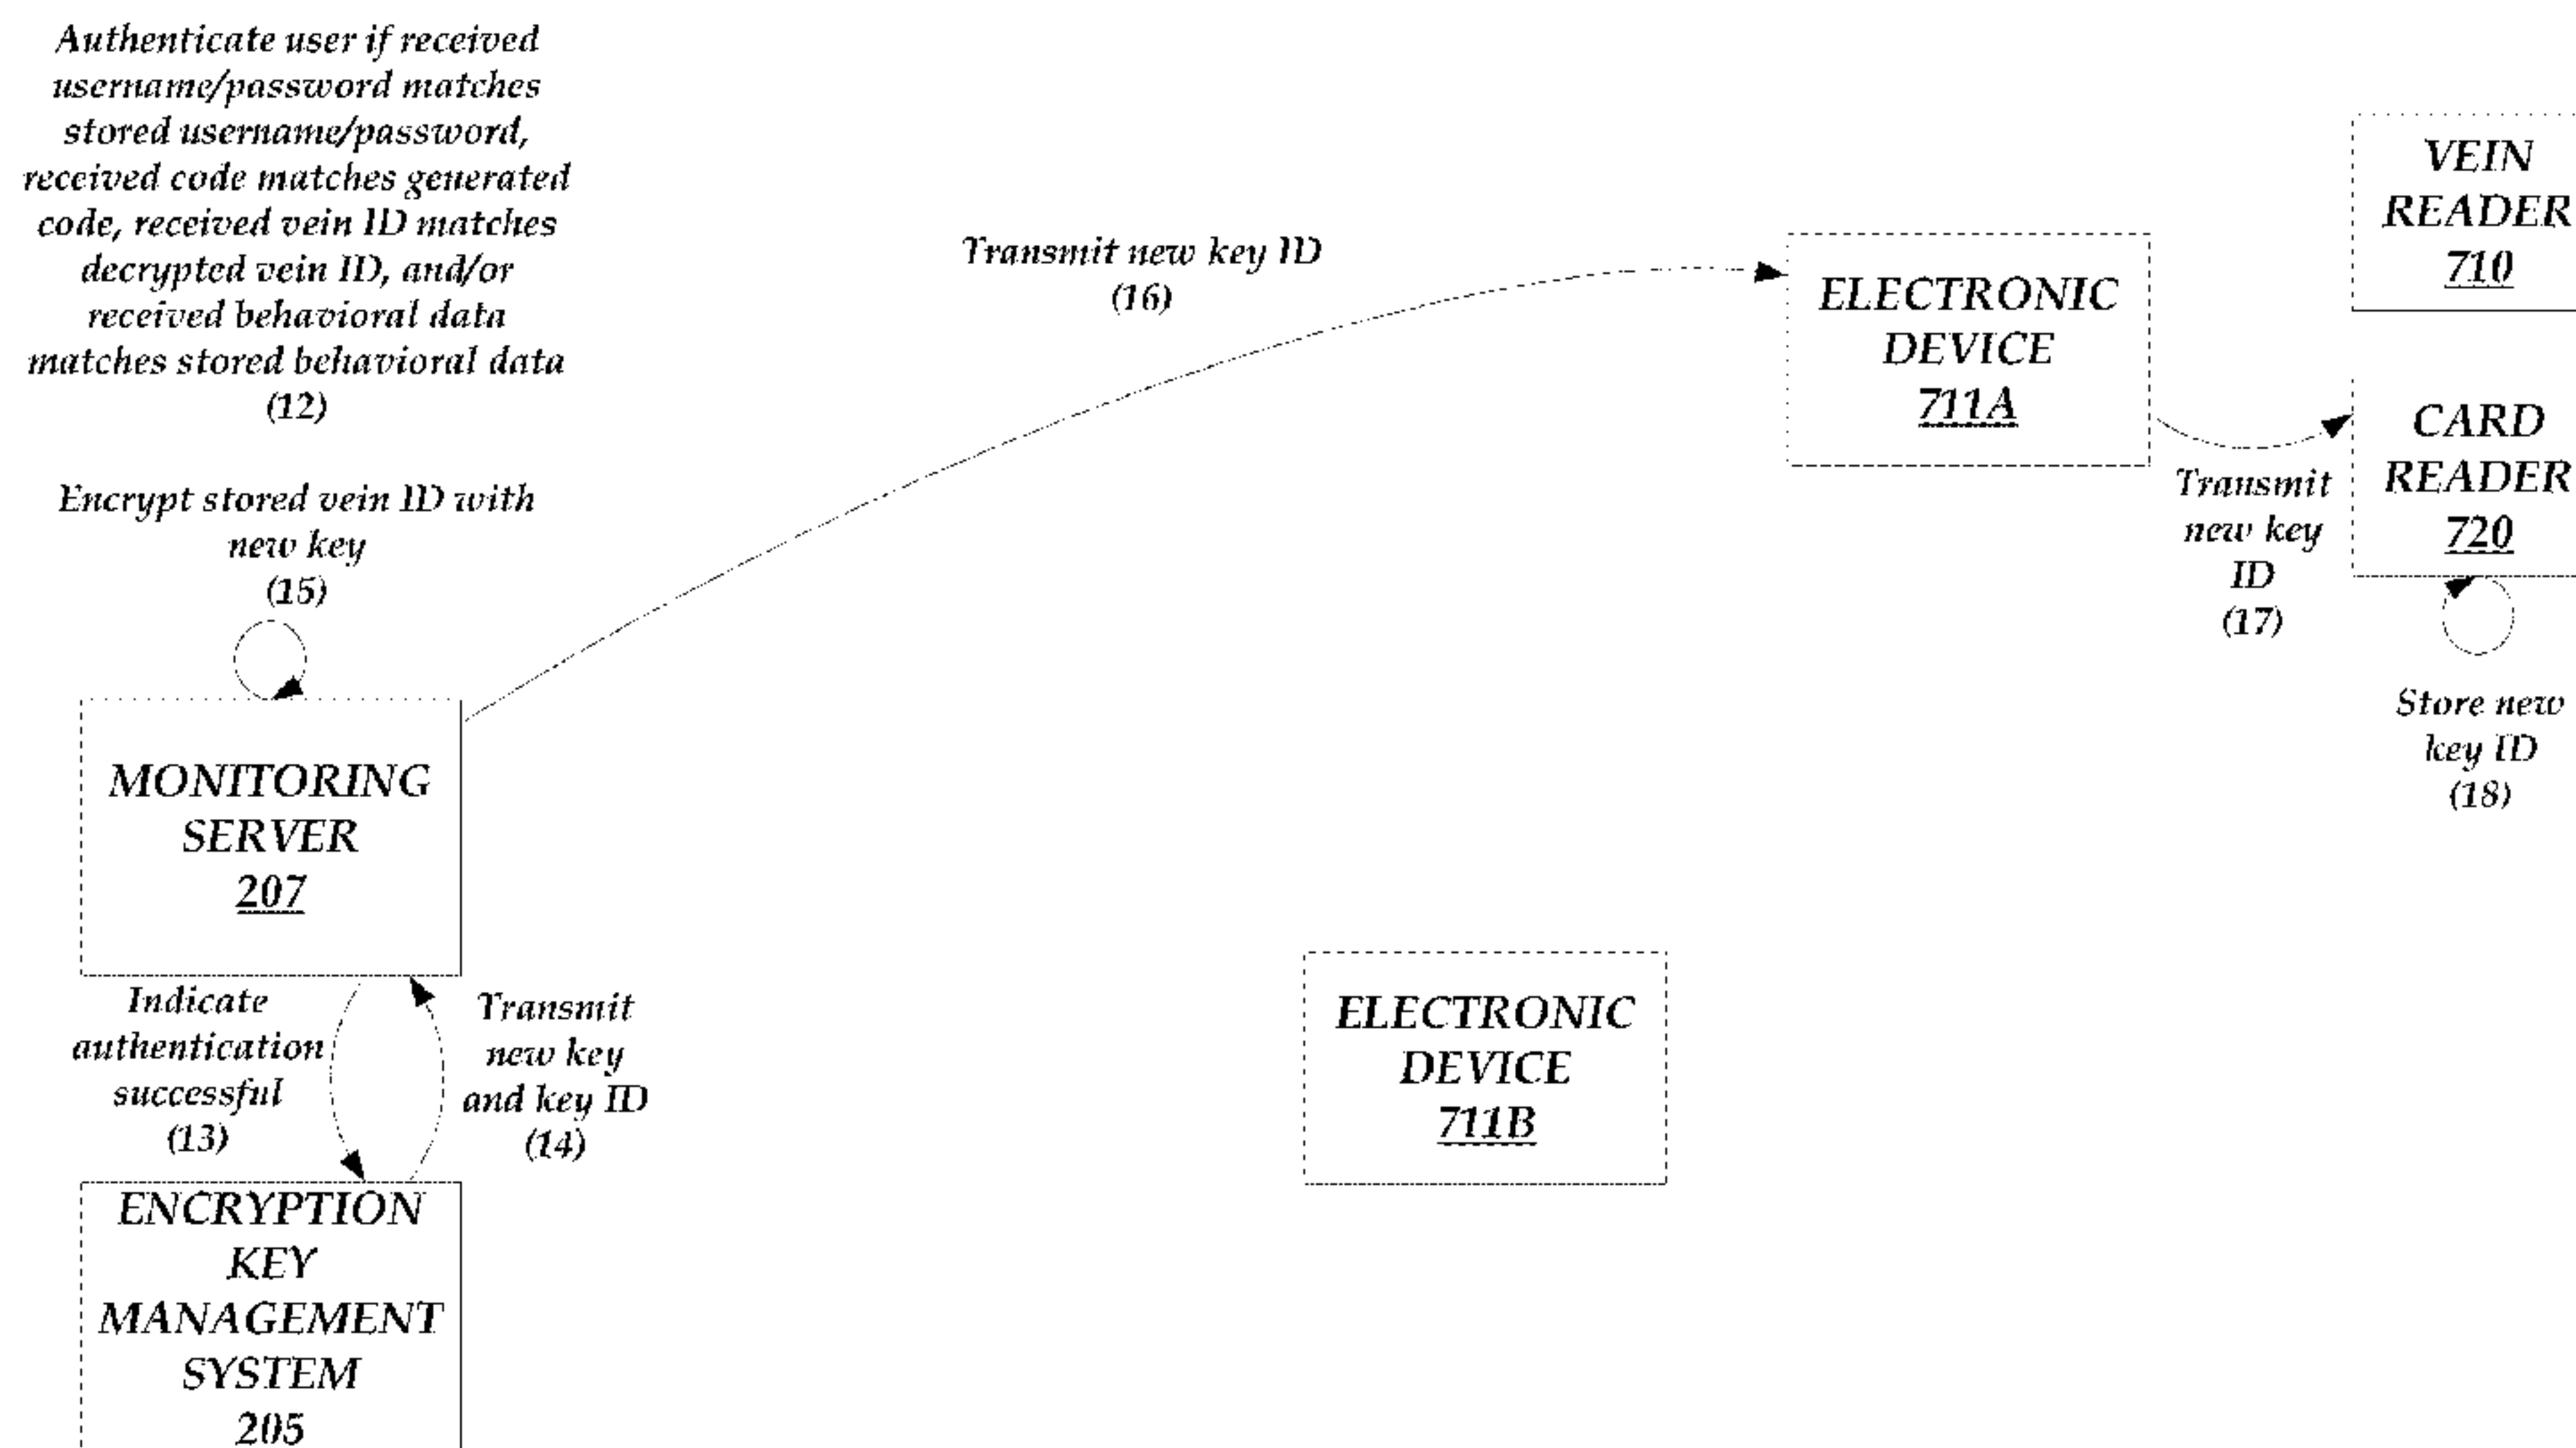 Authenticate user if received
username/password matches
stored username/password,
received code matches generated
code, received vein ID matches
decrypted vein ID, and/or
received behavioral data
matches stored behavioral data
(12)
Encrypt stored vein ID with
new key
(15)
Transmit new key ID
(16)
ELECTRONIC
DEVICE
711A
VEIN
READER
710
CARD
READER
720
Transmit
new key
ID
(17)
Store new
key ID
(18)
MONITORING
SERVER
207
Indicate
authentication
successful
(13)
Transmit
new key
and key ID
(14)
ELECTRONIC
DEVICE
711B
ENCRYPTION
KEY
MANAGEMENT
SYSTEM
205